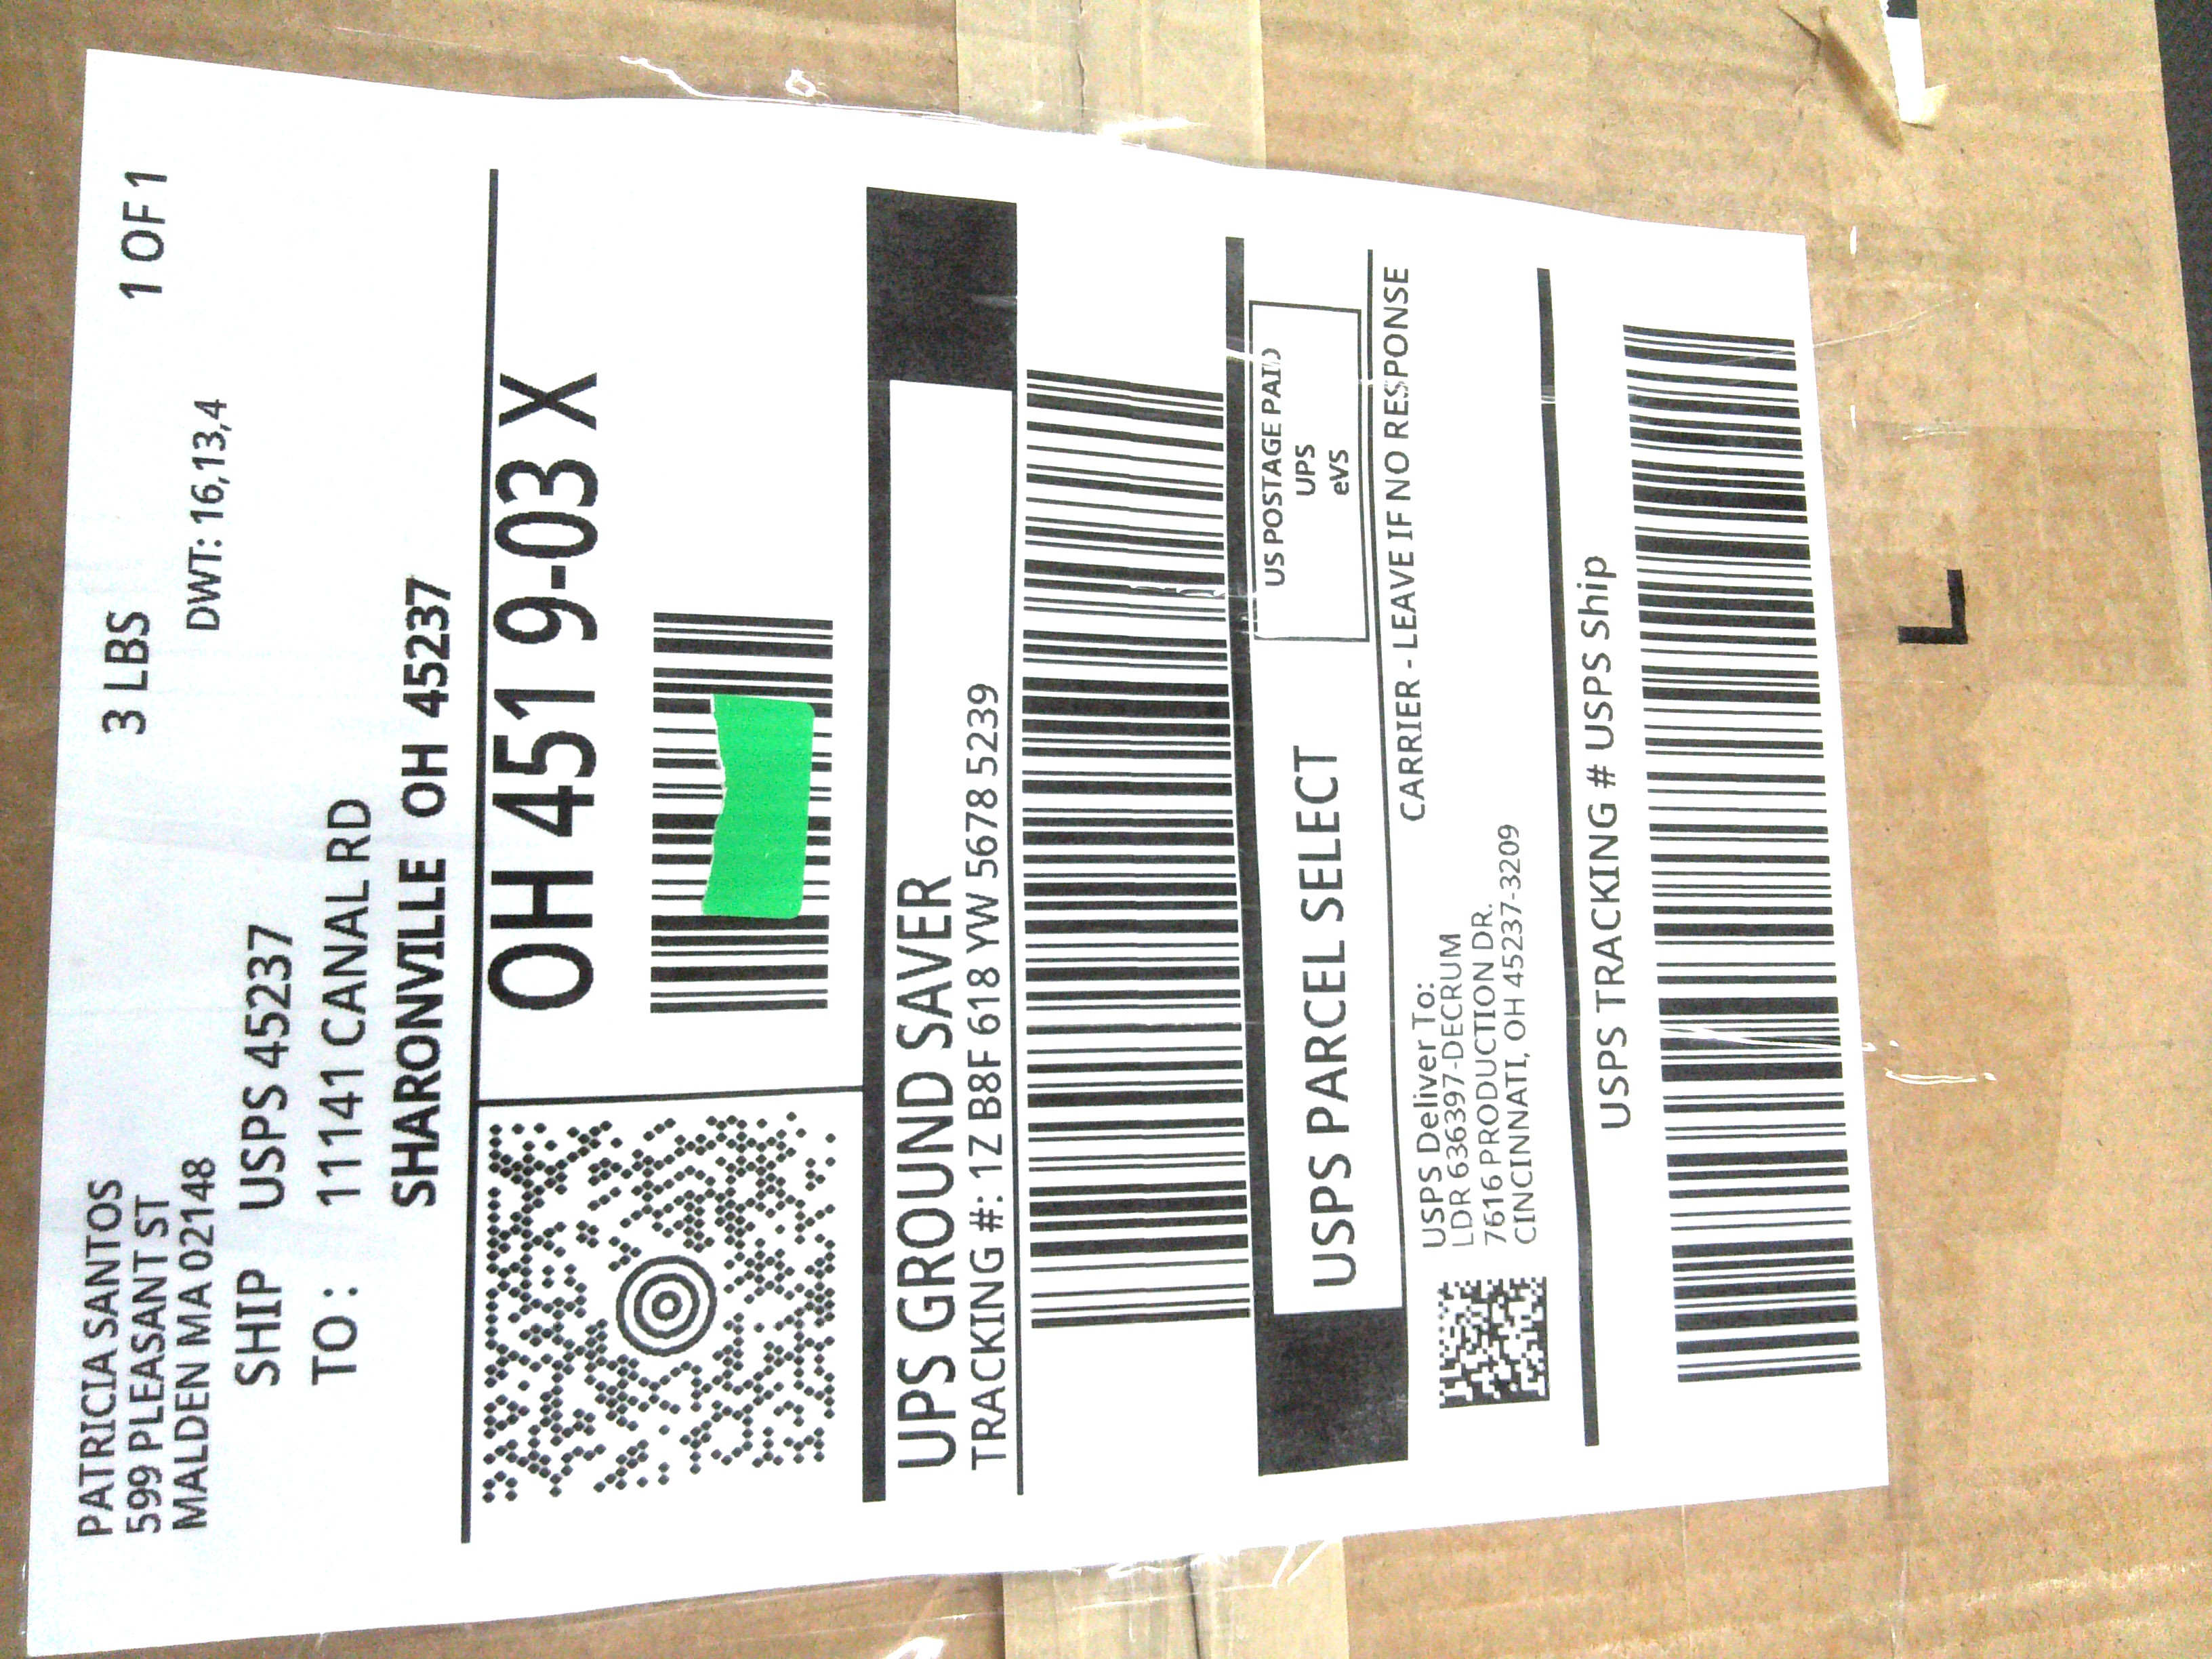 PATRICIA SANTOS
599 PLEASANT ST
MALDEN MA 02148
3 LBS
1 OF 1
DWT: 16,13,4
SHIP USPS 45237
TO : 11141 CANAL RD
SHARONVILLE OH 45237
OH 451 9-03 X
UPS GROUND SAVER
TRACKING #: 1Z B8F 618 YW 5678 5239
USPS PARCEL SELECT
US POSTAGE PAID
UPS
eVS
CARRIER - LEAVE IF NO RESPONSE
USPS Deliver To:
LDR 636397-DECRUM
7616 PRODUCTION DR.
CINCINNATI, OH 45237-3209
USPS TRACKING # USPS Ship
L